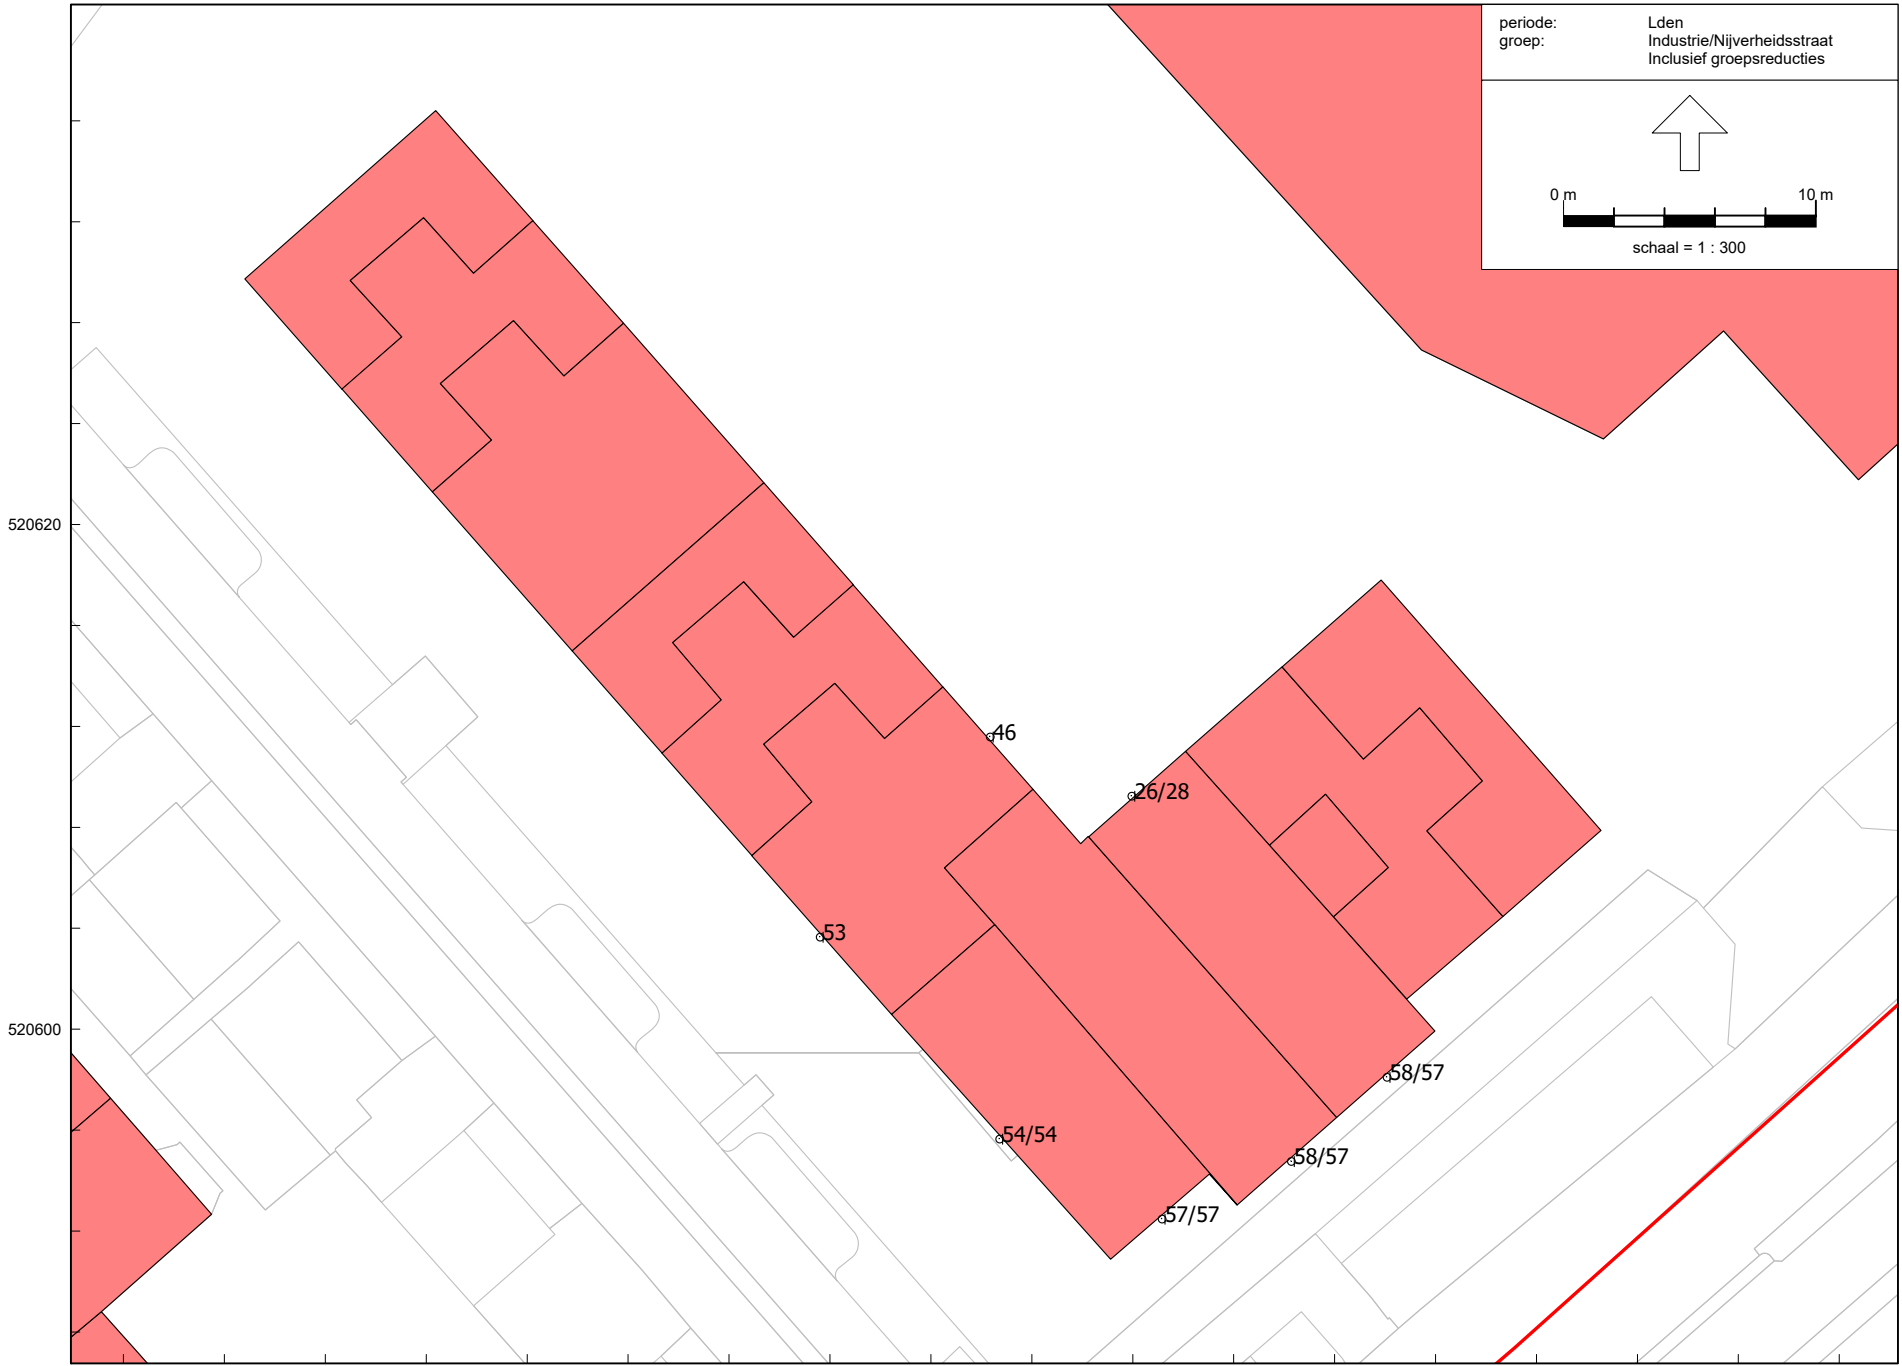 periode: Lden
groep: Industrie/Nijverheidsstraat
Inclusief groepsreducties
0 m 10 m
schaal = 1 : 300
520620
46
26/28
53
520600
58/57
54/54
58/57
57/57